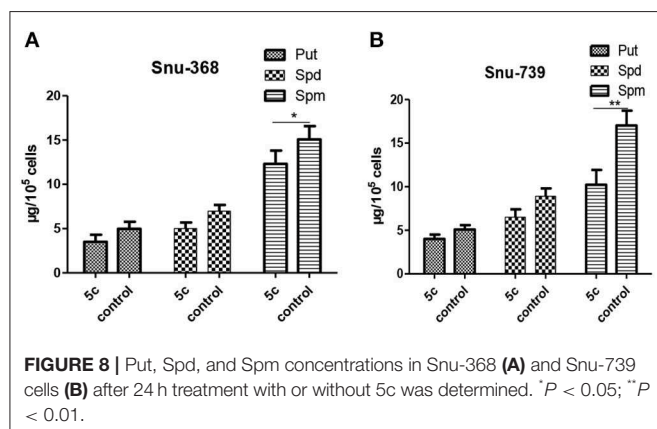 A
Snu-368
Put
Spd
Spm
*
20
15
10
5
0
µg/10⁵ cells
5c
control
5c
control
5c
control
B
Snu-739
Put
Spd
Spm
**
20
15
10
5
0
µg/10⁵ cells
5c
control
5c
control
5c
control
FIGURE 8 | Put, Spd, and Spm concentrations in Snu-368 (A) and Snu-739
cells (B) after 24 h treatment with or without 5c was determined. *P < 0.05; **P
< 0.01.